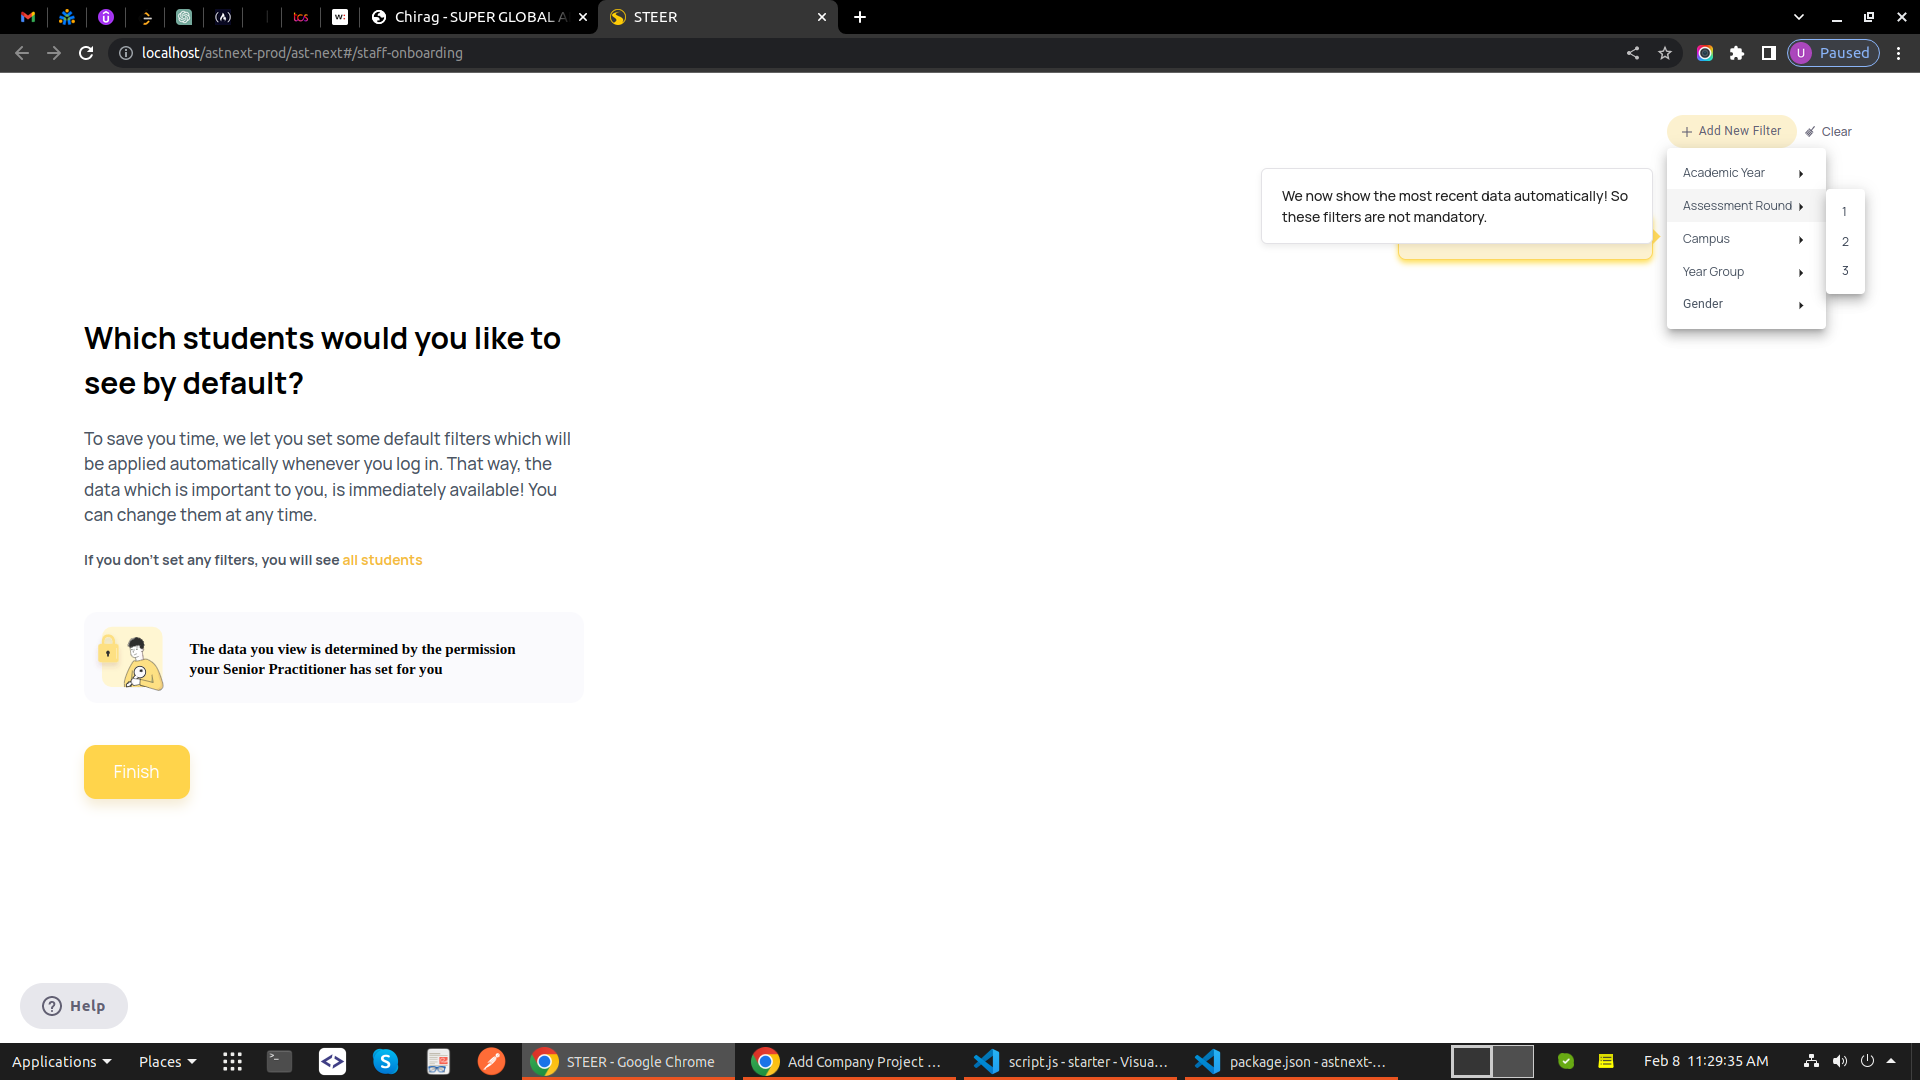 tcs
w:
Chirag - SUPER GLOBAL A
STEER
localhost/astnext-prod/ast-next#/staff-onboarding
U
Paused
Add New Filter
Clear
Academic Year
Assessment Round
Campus
Year Group
Gender
1
2
3
We now show the most recent data automatically! So
these filters are not mandatory.
Which students would you like to
see by default?
To save you time, we let you set some default filters which will
be applied automatically whenever you log in. That way, the
data which is important to you, is immediately available! You
can change them at any time.
If you don't set any filters, you will see all students
The data you view is determined by the permission
your Senior Practitioner has set for you
Finish
Help
Applications
Places
STEER - Google Chrome
Add Company Project ...
script.js - starter - Visua...
package.json - astnext-...
Feb 8 11:29:35 AM